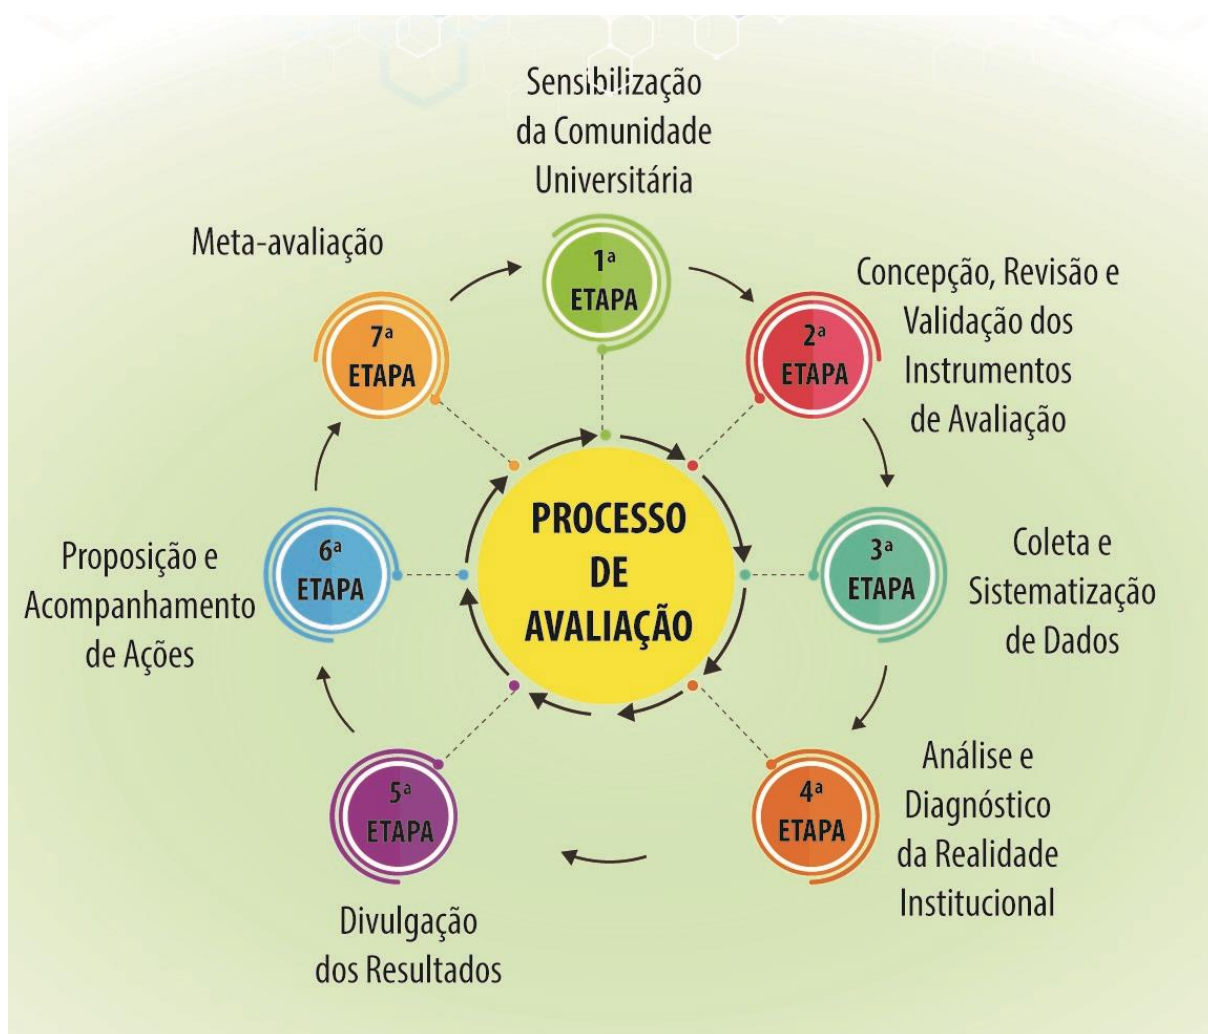 Sensibilização
da Comunidade
Universitária
1ª
ETAPA
Concepção, Revisão e
Validação dos
Instrumentos
de Avaliação
2ª
ETAPA
Coleta e
Sistematização
de Dados
3ª
ETAPA
Análise e
Diagnóstico
da Realidade
Institucional
4ª
ETAPA
Divulgação
dos Resultados
5ª
ETAPA
Proposição e
Acompanhamento
de Ações
6ª
ETAPA
Meta-avaliação
7ª
ETAPA
PROCESSO
DE
AVALIAÇÃO